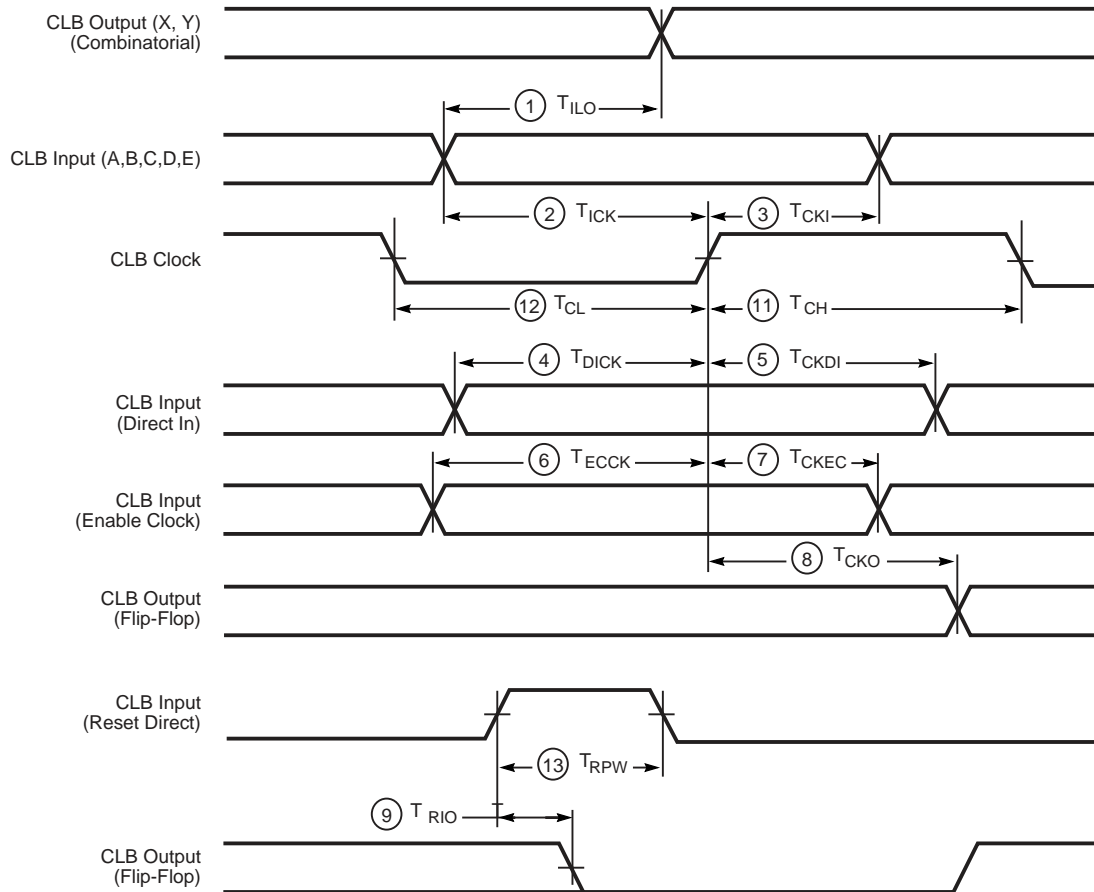 CLB Output (X, Y)
(Combinatorial)
1 TILO
CLB Input (A,B,C,D,E)
2 TICK
3 TCKI
CLB Clock
12 TCL
11 TCH
4 TDICK
5 TCKDI
CLB Input
(Direct In)
6 TECCK
7 TCKEC
CLB Input
(Enable Clock)
8 TCKO
CLB Output
(Flip-Flop)
CLB Input
(Reset Direct)
13 TRPW
9 T RIO
T
CLB Output
(Flip-Flop)